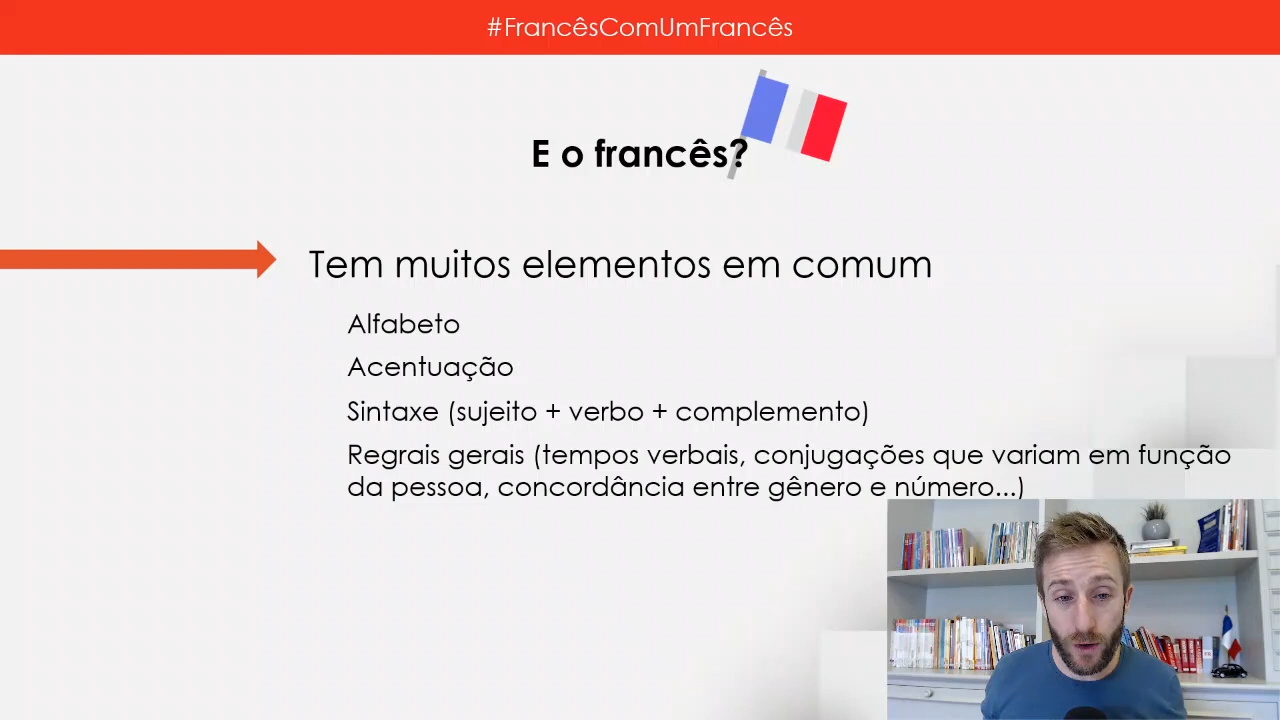 #FrancêsComUmFrancês
E o francês?
Tem muitos elementos em comum
Alfabeto
Acentuação
Sintaxe (sujeito + verbo + complemento)
Regrais gerais (tempos verbais, conjugações que variam em função
da pessoa, concordância entre gênero e número...)